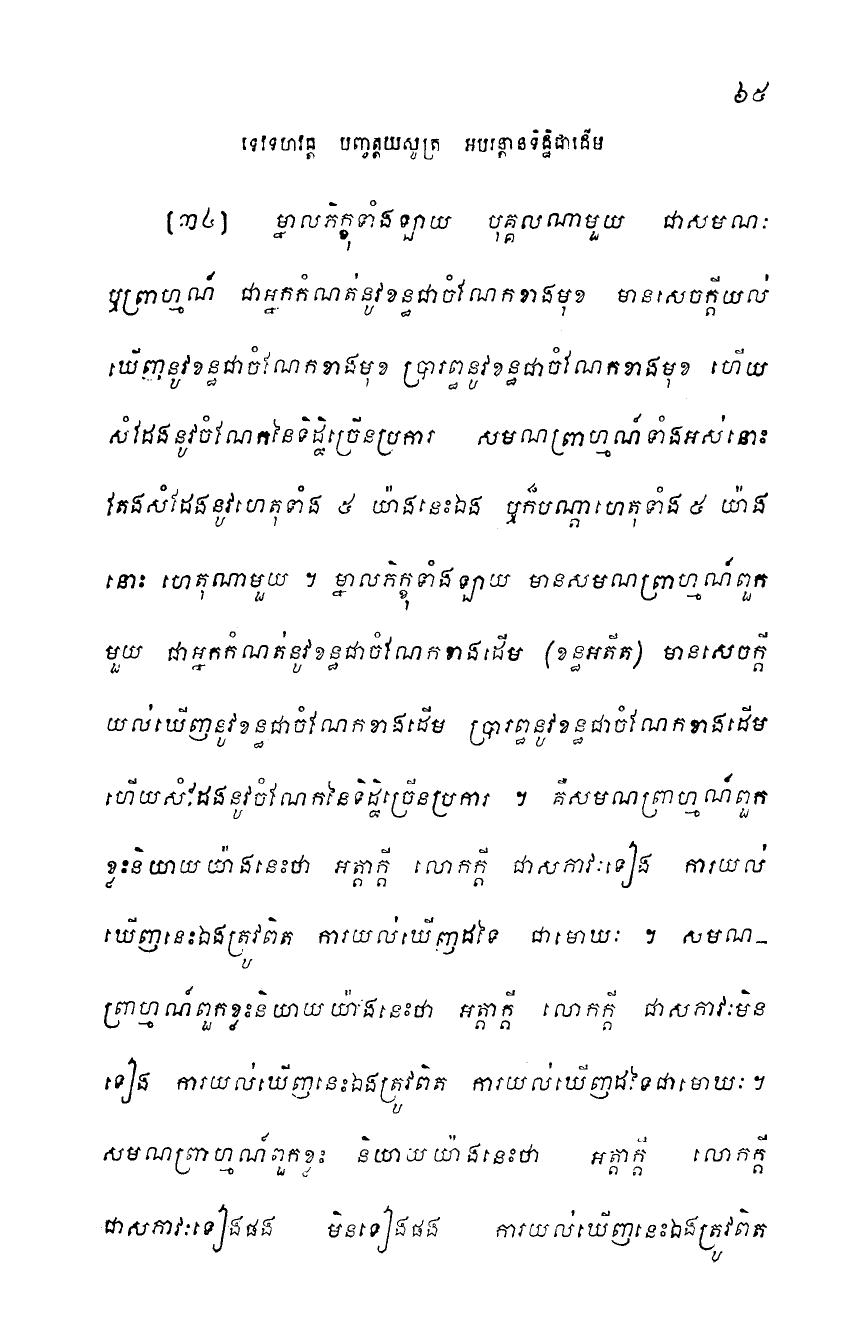 ៦៥
ទេវទហវគ្គ បញ្ចត្តយសូត្រ អបរន្តានទិដ្ឋិជាដើម
[៣៤] ម្នាលភិក្ខុទាំងឡាយ បុគ្គលណាមួយ ជាសមណៈ
ឬព្រាហ្មណ៍ ជាអ្នកកំណត់នូវខន្ធជាចំណែកខាងមុខ មានសេចក្តីយល់
ឃើញនូវខន្ធជាចំណែកខាងមុខ ប្រារព្ធនូវខន្ធជាចំណែកខាងមុខ ហើយ
សំដែងនូវចំណែកនៃទិដ្ឋិច្រើនប្រការ សមណព្រាហ្មណ៍ទាំងអស់នោះ
តែងសំដែងនូវហេតុទាំង ៥ យ៉ាងនេះឯង ឬក៏បណ្តាហេតុទាំង ៥ យ៉ាង
នោះ ហេតុណាមួយ ។ ម្នាលភិក្ខុទាំងឡាយ មានសមណព្រាហ្មណ៍ពួក
មួយ ជាអ្នកកំណត់នូវខន្ធជាចំណែកខាងដើម (ខន្ធអតីត) មានសេចក្តី
យល់ឃើញនូវខន្ធជាចំណែកខាងដើម ប្រារព្ធនូវខន្ធជាចំណែកខាងដើម
ហើយសំដែងនូវចំណែកនៃទិដ្ឋិច្រើនប្រការ ។ គឺសមណព្រាហ្មណ៍ពួក
ខ្លះនិយាយយ៉ាងនេះថា អត្តាក្តី លោកក្តី ជាសភាវៈទៀង ការយល់
ឃើញនេះឯងត្រូវពិត ការយល់ឃើញដទៃ ជាមោឃៈ ។ សមណ_
ព្រាហ្មណ៍ពួកខ្លះនិយាយយ៉ាងនេះថា អត្តាក្តី លោកក្តី ជាសភាវៈមិន
ទៀង ការយល់ឃើញនេះឯងត្រូវពិត ការយល់ឃើញដទៃជាមោឃៈ ។
សមណព្រាហ្មណ៍ពួកខ្លះ និយាយយ៉ាងនេះថា អត្តាក្តី លោកក្តី
ជាសភាវៈទៀងផង មិនទៀងផង ការយល់ឃើញនេះឯងត្រូវពិត